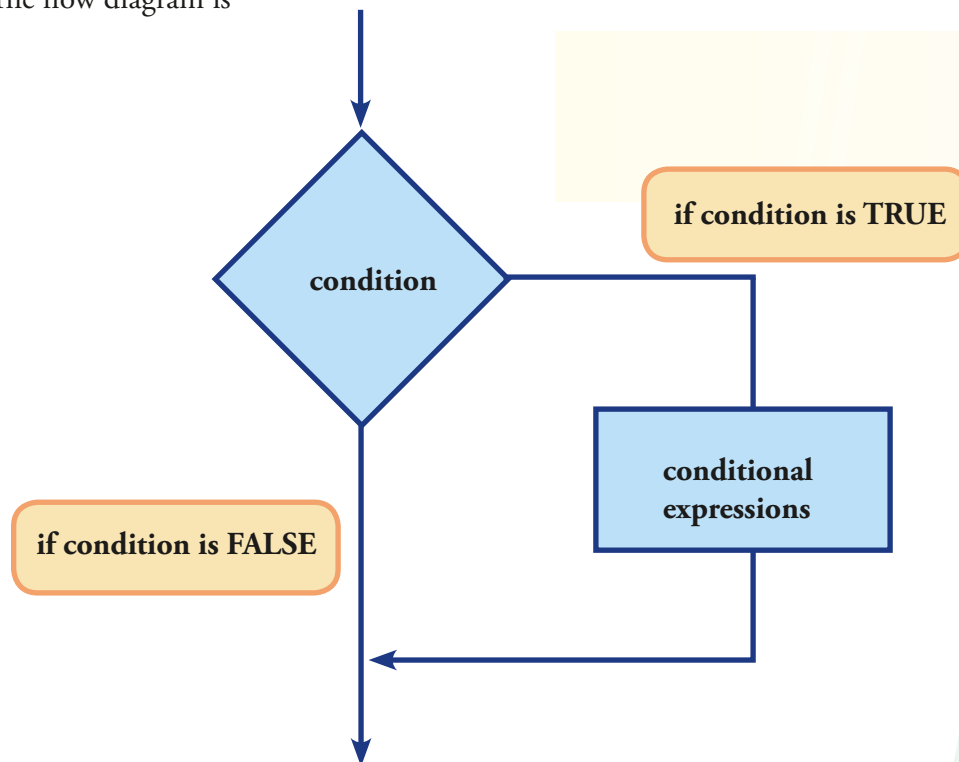 The flow diagram is
if condition is TRUE
condition
conditional
expressions
if condition is FALSE